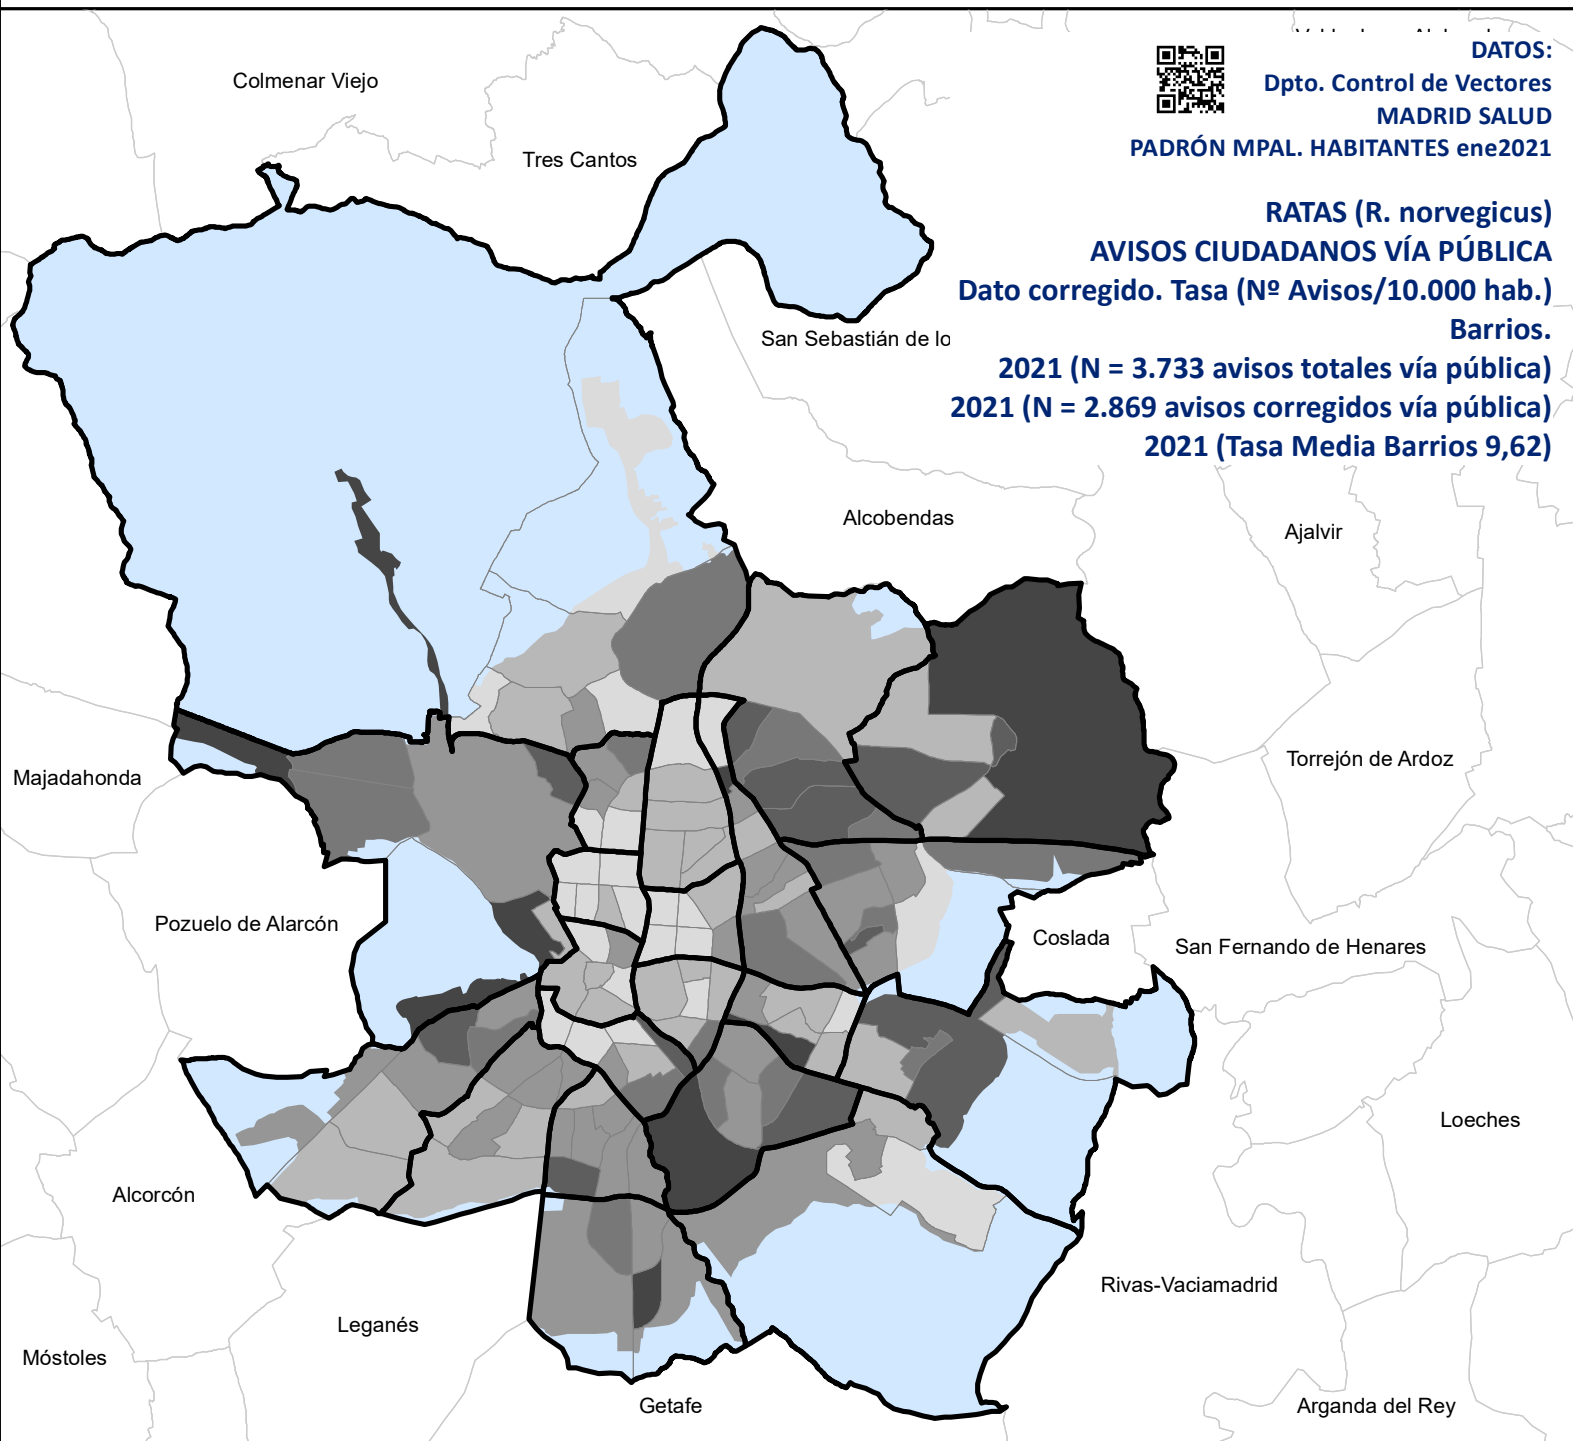 DATOS:
Dpto. Control de Vectores
MADRID SALUD
PADRÓN MPAL. HABITANTES ene2021
RATAS (R. norvegicus)
AVISOS CIUDADANOS VÍA PÚBLICA
Dato corregido. Tasa (Nº Avisos/10.000 hab.)
Barrios.
2021 (N = 3.733 avisos totales vía pública)
2021 (N = 2.869 avisos corregidos vía pública)
2021 (Tasa Media Barrios 9,62)
Colmenar Viejo
Tres Cantos
San Sebastián de lo
Alcobendas
Ajalvir
Torrejón de Ardoz
Majadahonda
Pozuelo de Alarcón
Coslada
San Fernando de Henares
Loeches
Alcorcón
Rivas-Vaciamadrid
Leganés
Móstoles
Getafe
Arganda del Rey